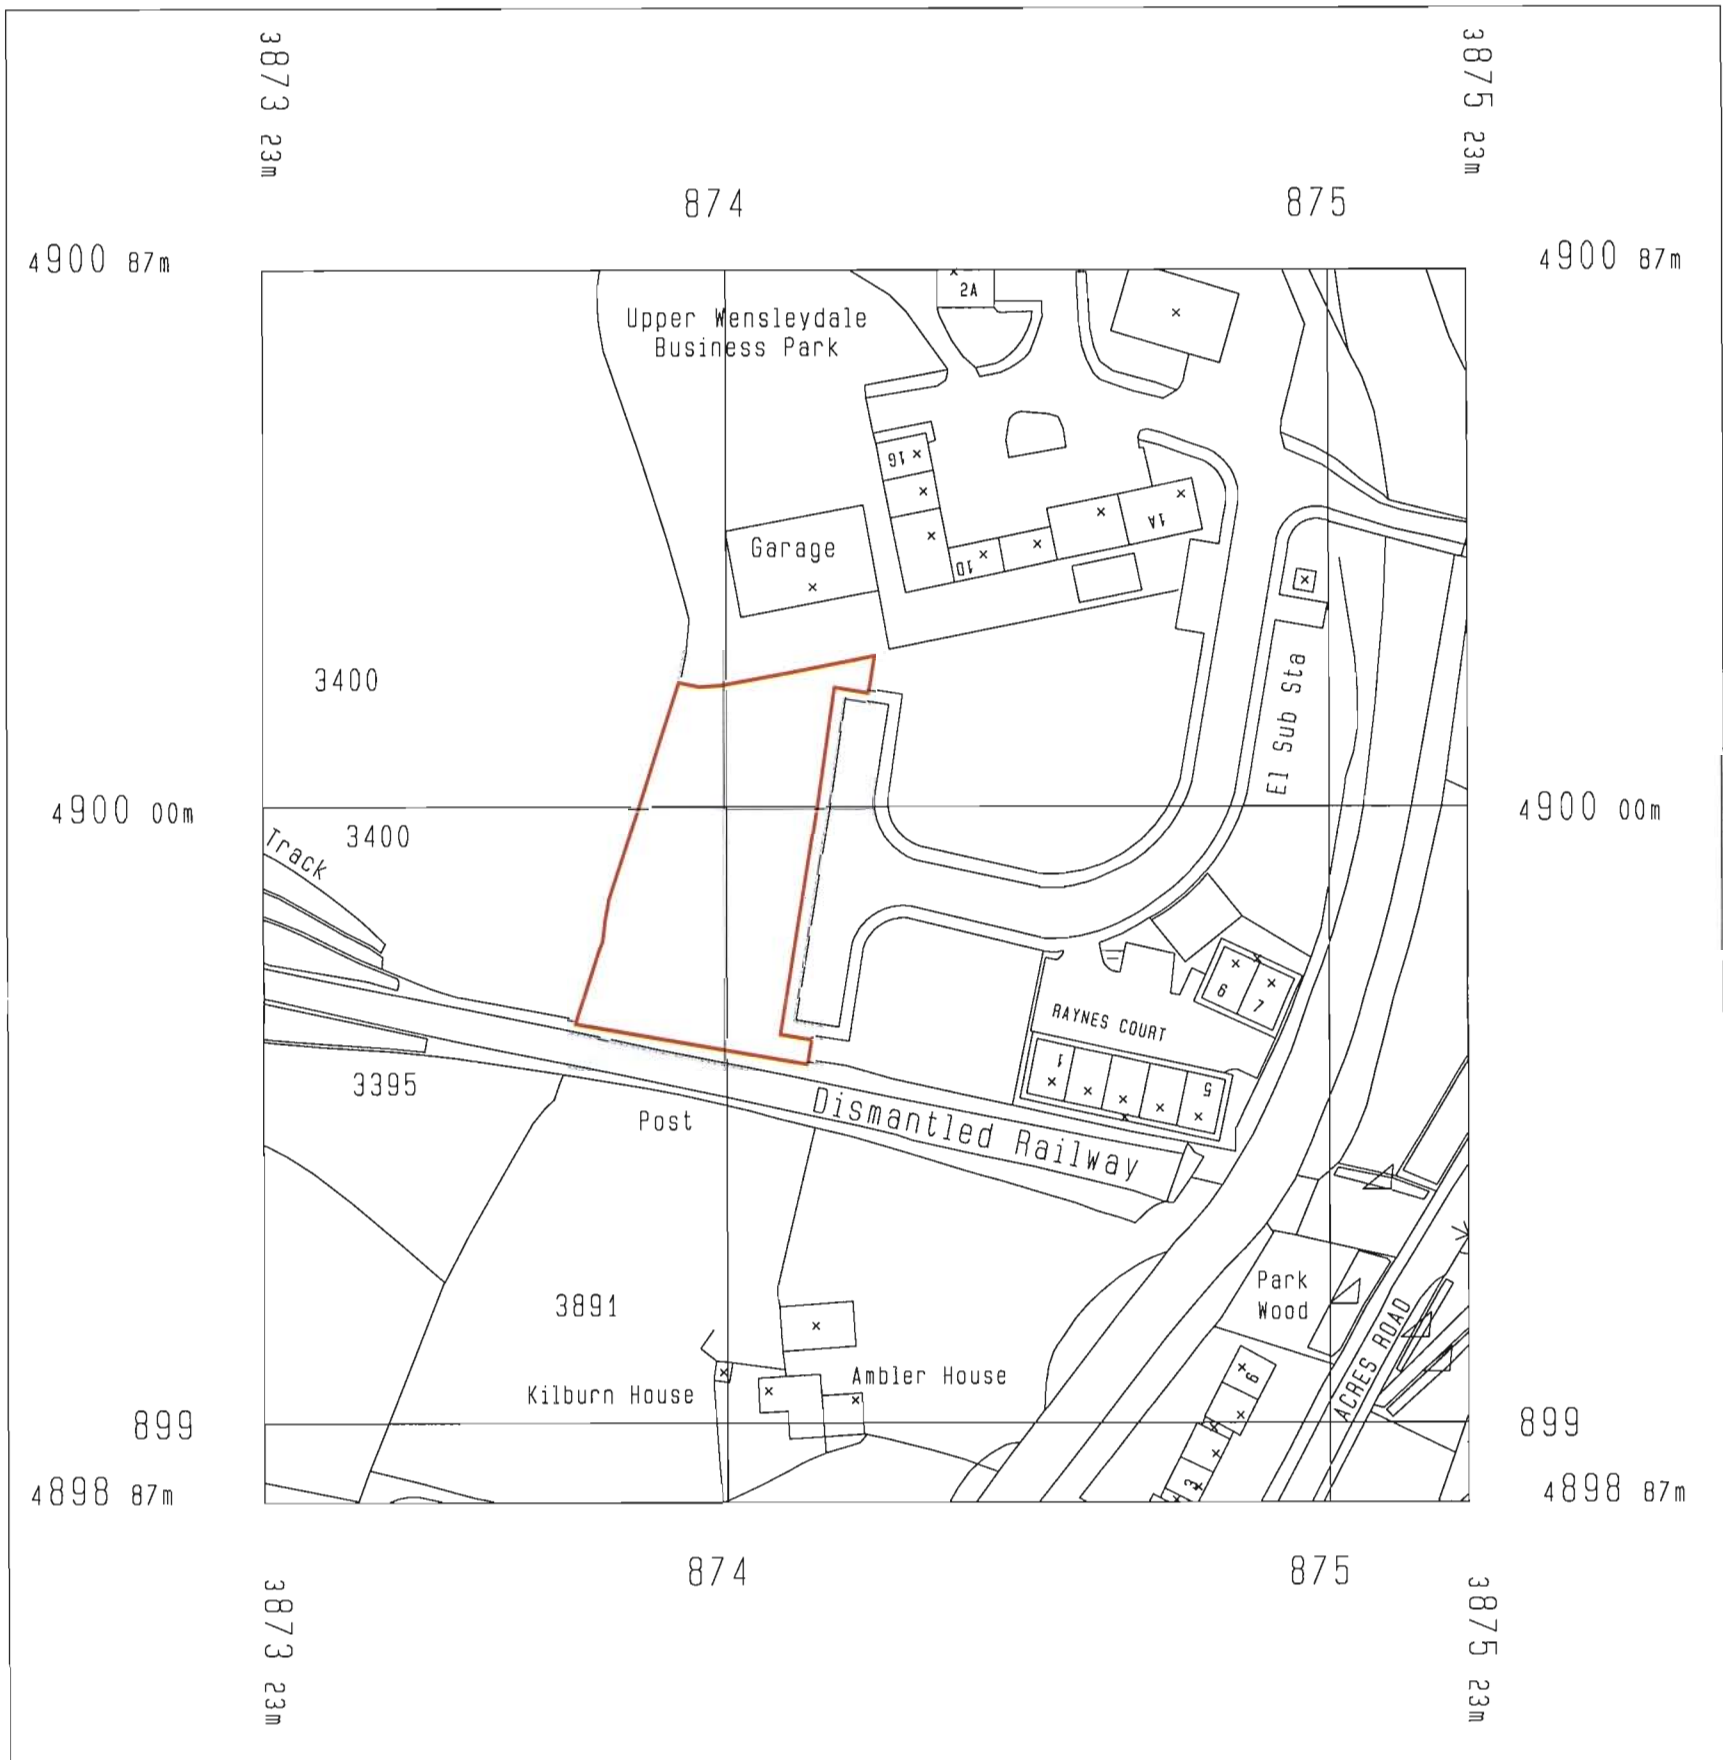 3873 23m
3875 23m
874
875
4900 87m
4900 87m
2A
Upper Wensleydale
Business Park
1G
1A
Garage
1D
El Sub Sta
3400
4900 00m
4900 00m
3400
Track
6
7
RAYNES COURT
1
5
3395
Post
Dismantled Railway
Park
Wood
3891
ACRES ROAD
Ambler House
Kilburn House
6
899
899
3
4898 87m
4898 87m
874
875
3873 23m
3875 23m